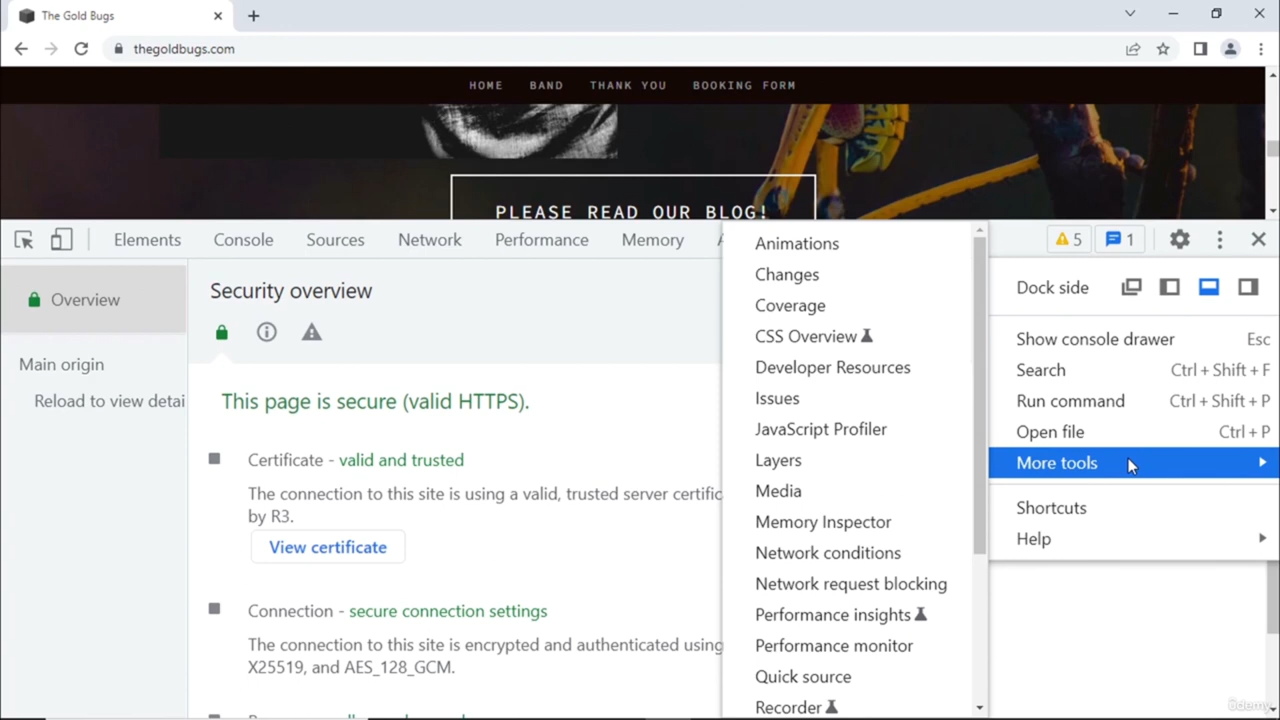 The Gold Bugs
thegoldbugs.com
HOME BAND THANK YOU BOOKING FORM
PLEASE READ OUR BLOG!
Elements Console Sources Network Performance Memory
5 1
Overview
Main origin
Reload to view detai
Security overview
This page is secure (valid HTTPS).
Certificate - valid and trusted
The connection to this site is using a valid, trusted server certific
by R3.
View certificate
Connection - secure connection settings
The connection to this site is encrypted and authenticated using
X25519, and AES_128_GCM.
Animations
Changes
Coverage
CSS Overview
Developer Resources
Issues
JavaScript Profiler
Layers
Media
Memory Inspector
Network conditions
Network request blocking
Performance insights
Performance monitor
Quick source
Recorder
Dock side
Show console drawer Esc
Search Ctrl + Shift + F
Run command Ctrl + Shift + P
Open file Ctrl + P
More tools
Shortcuts
Help
ûdemy